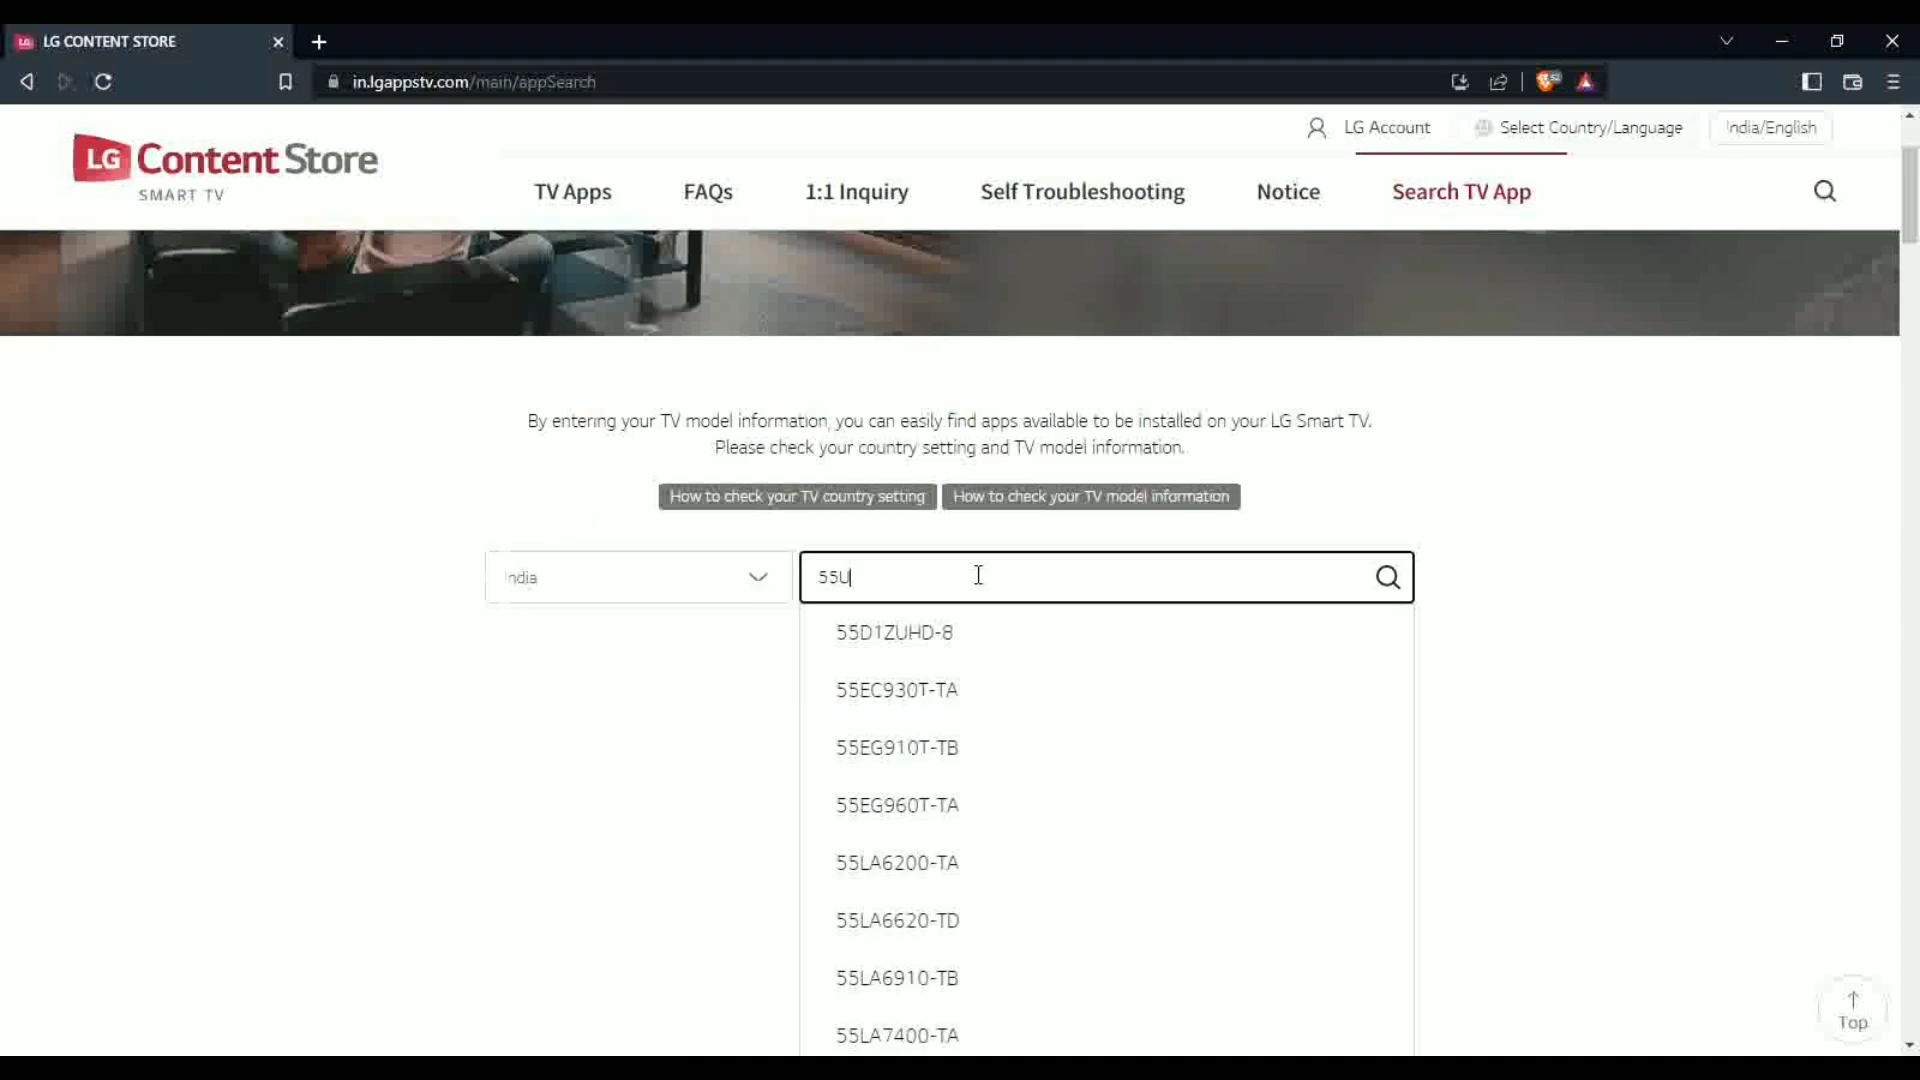 LG CONTENT STORE
in.lgappstv.com/main/appSearch
52
LG Account
Select Country/Language
India/English
LG Content Store
SMART TV
TV Apps
FAQs
1:1 Inquiry
Self Troubleshooting
Notice
Search TV App
By entering your TV model information, you can easily find apps available to be installed on your LG Smart TV.
Please check your country setting and TV model information.
How to check your TV country setting
How to check your TV model information
India
55U
55D1ZUHD-8
55EC930T-TA
55EG910T-TB
55EG960T-TA
55LA6200-TA
55LA6620-TD
55LA6910-TB
55LA7400-TA
Top